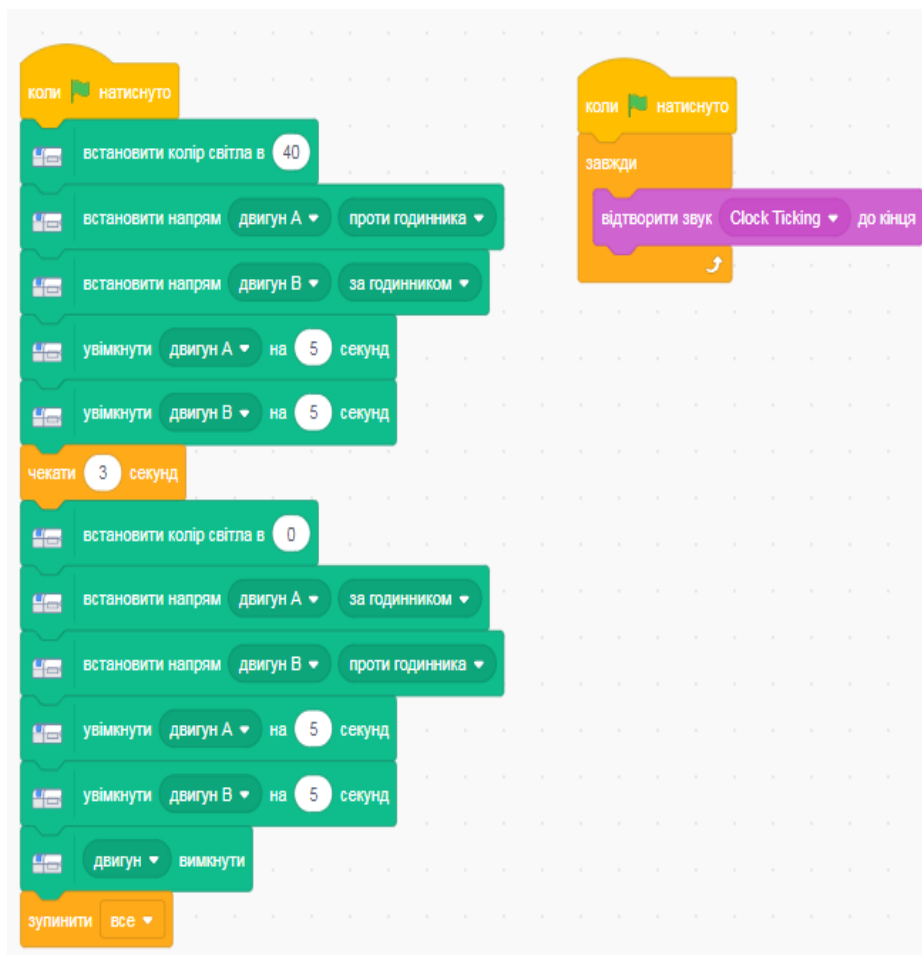 коли натиснуто
встановити колір світла в 40
встановити напрям двигун A проти годинника
встановити напрям двигун B за годинником
увімкнути двигун A на 5 секунд
увімкнути двигун B на 5 секунд
чекати 3 секунд
встановити колір світла в 0
встановити напрям двигун A за годинником
встановити напрям двигун B проти годинника
увімкнути двигун A на 5 секунд
увімкнути двигун B на 5 секунд
двигун вимкнути
зупинити все
коли натиснуто
завжди
відтворити звук Clock Ticking до кінця